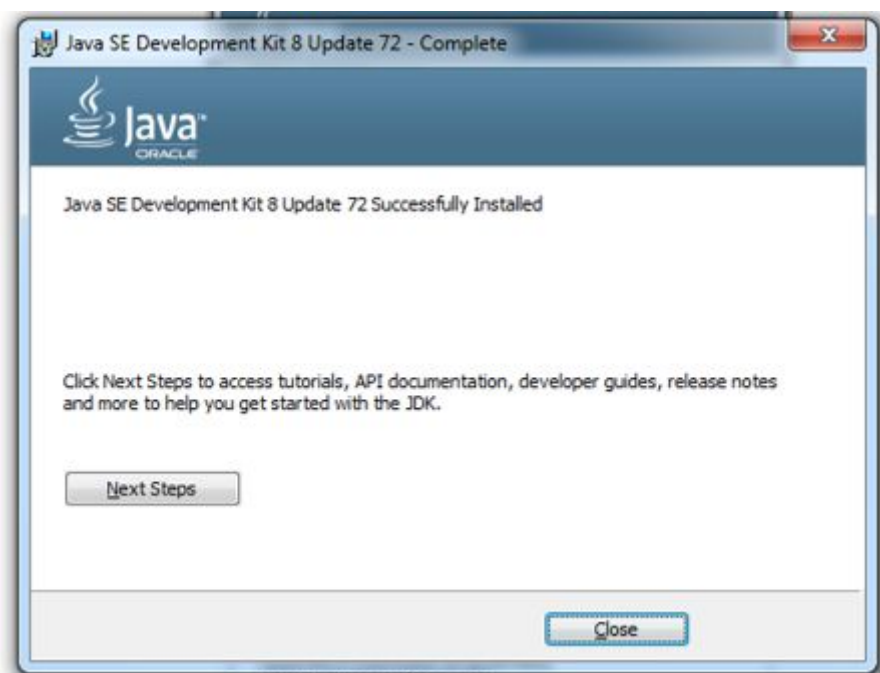 Java SE Development Kit 8 Update 72 - Complete
Java™
ORACLE
Java SE Development Kit 8 Update 72 Successfully Installed
Click Next Steps to access tutorials, API documentation, developer guides, release notes
and more to help you get started with the JDK.
Next Steps
Close